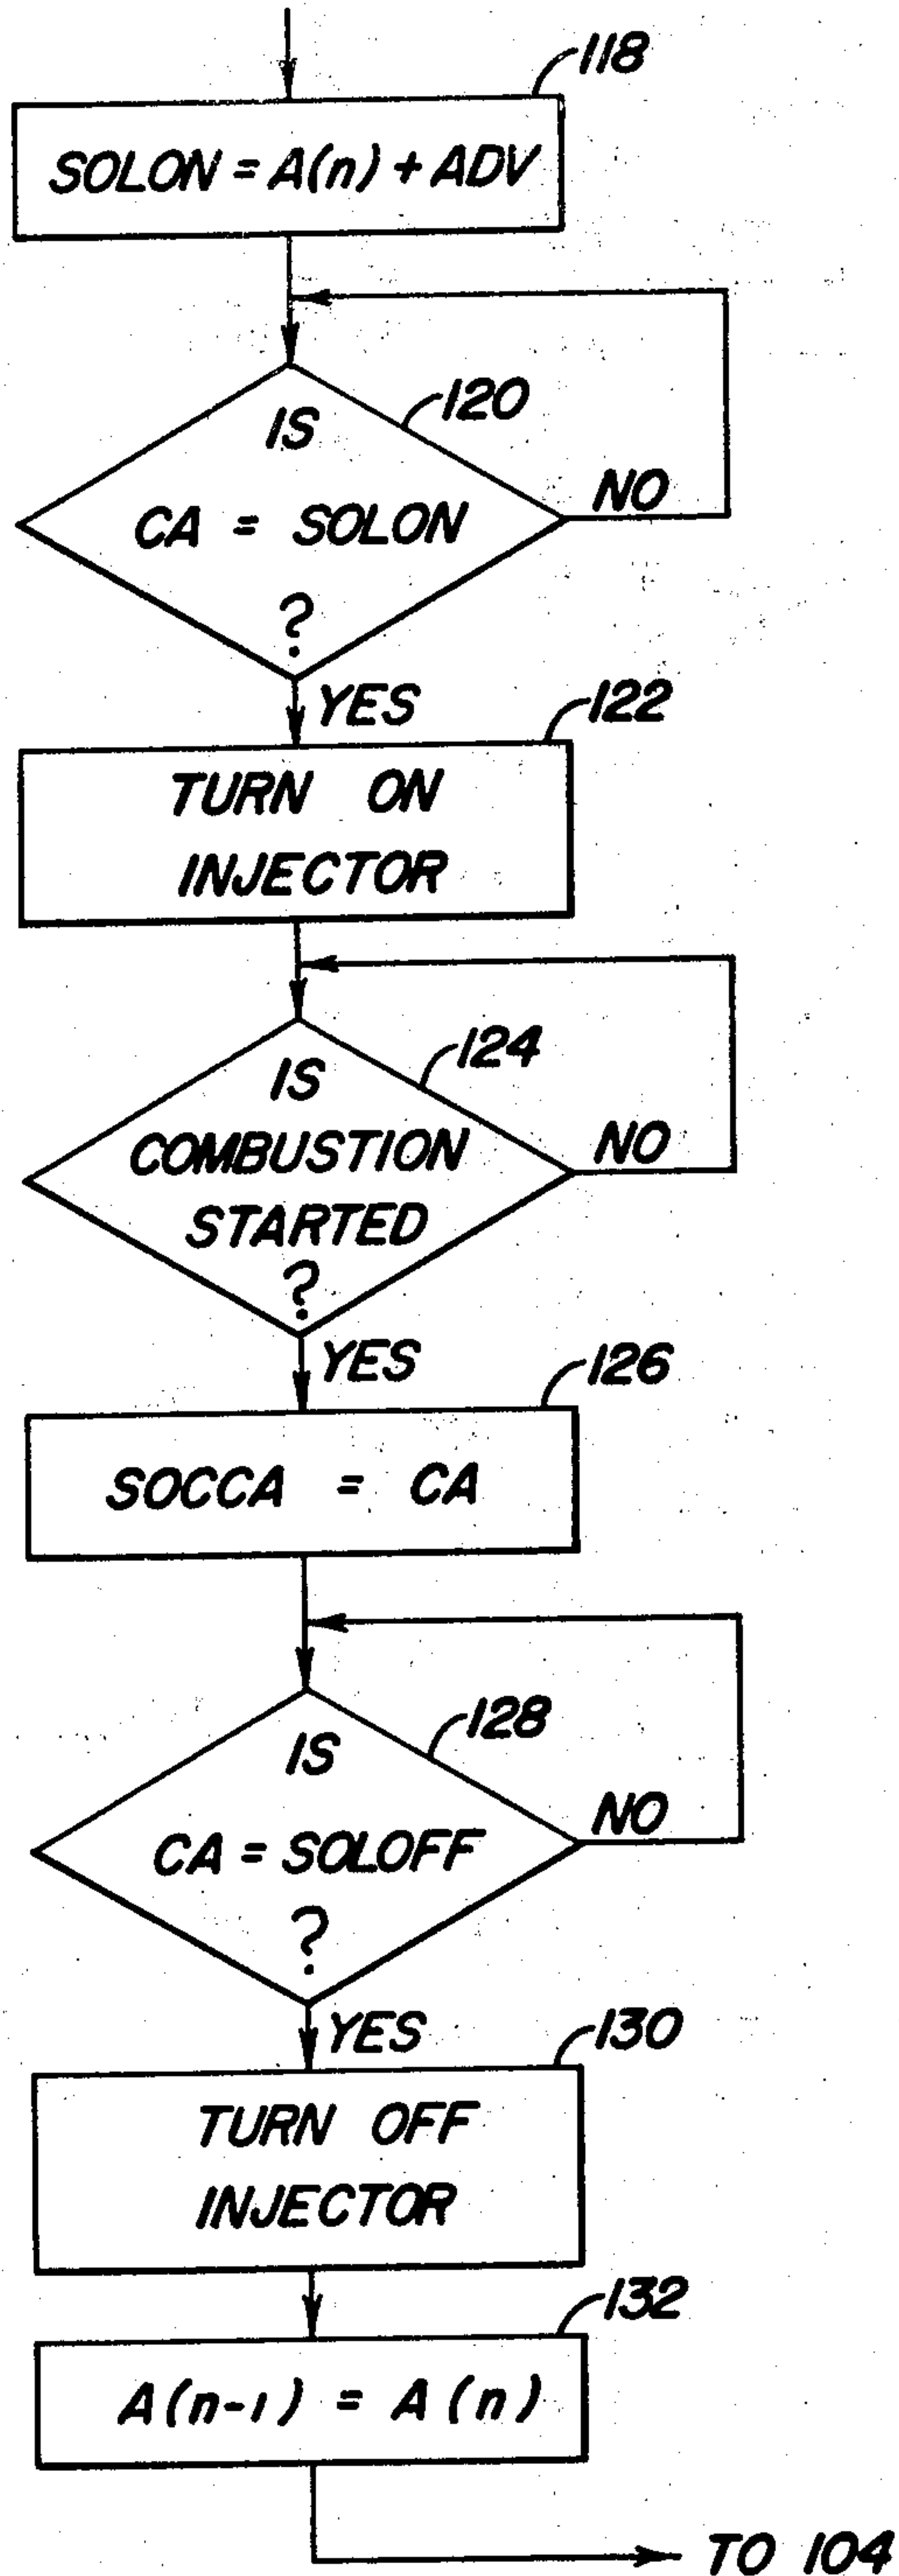 118
SOLON = A(n) + ADV
120
IS
CA = SOLON
?
NO
YES
122
TURN ON
INJECTOR
124
IS
COMBUSTION
STARTED
?
NO
YES
126
SOCCA = CA
128
IS
CA = SOLOFF
?
NO
YES
130
TURN OFF
INJECTOR
132
A(n-1) = A(n)
TO 104